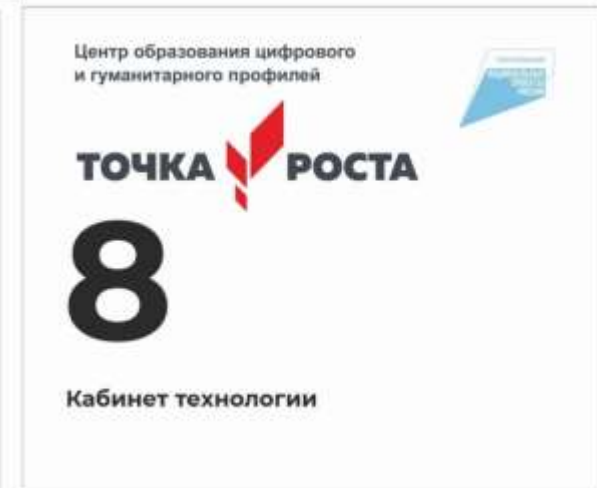 Центр образования цифрового
и гуманитарного профилей
ТОЧКА РОСТА
8
Кабинет технологии